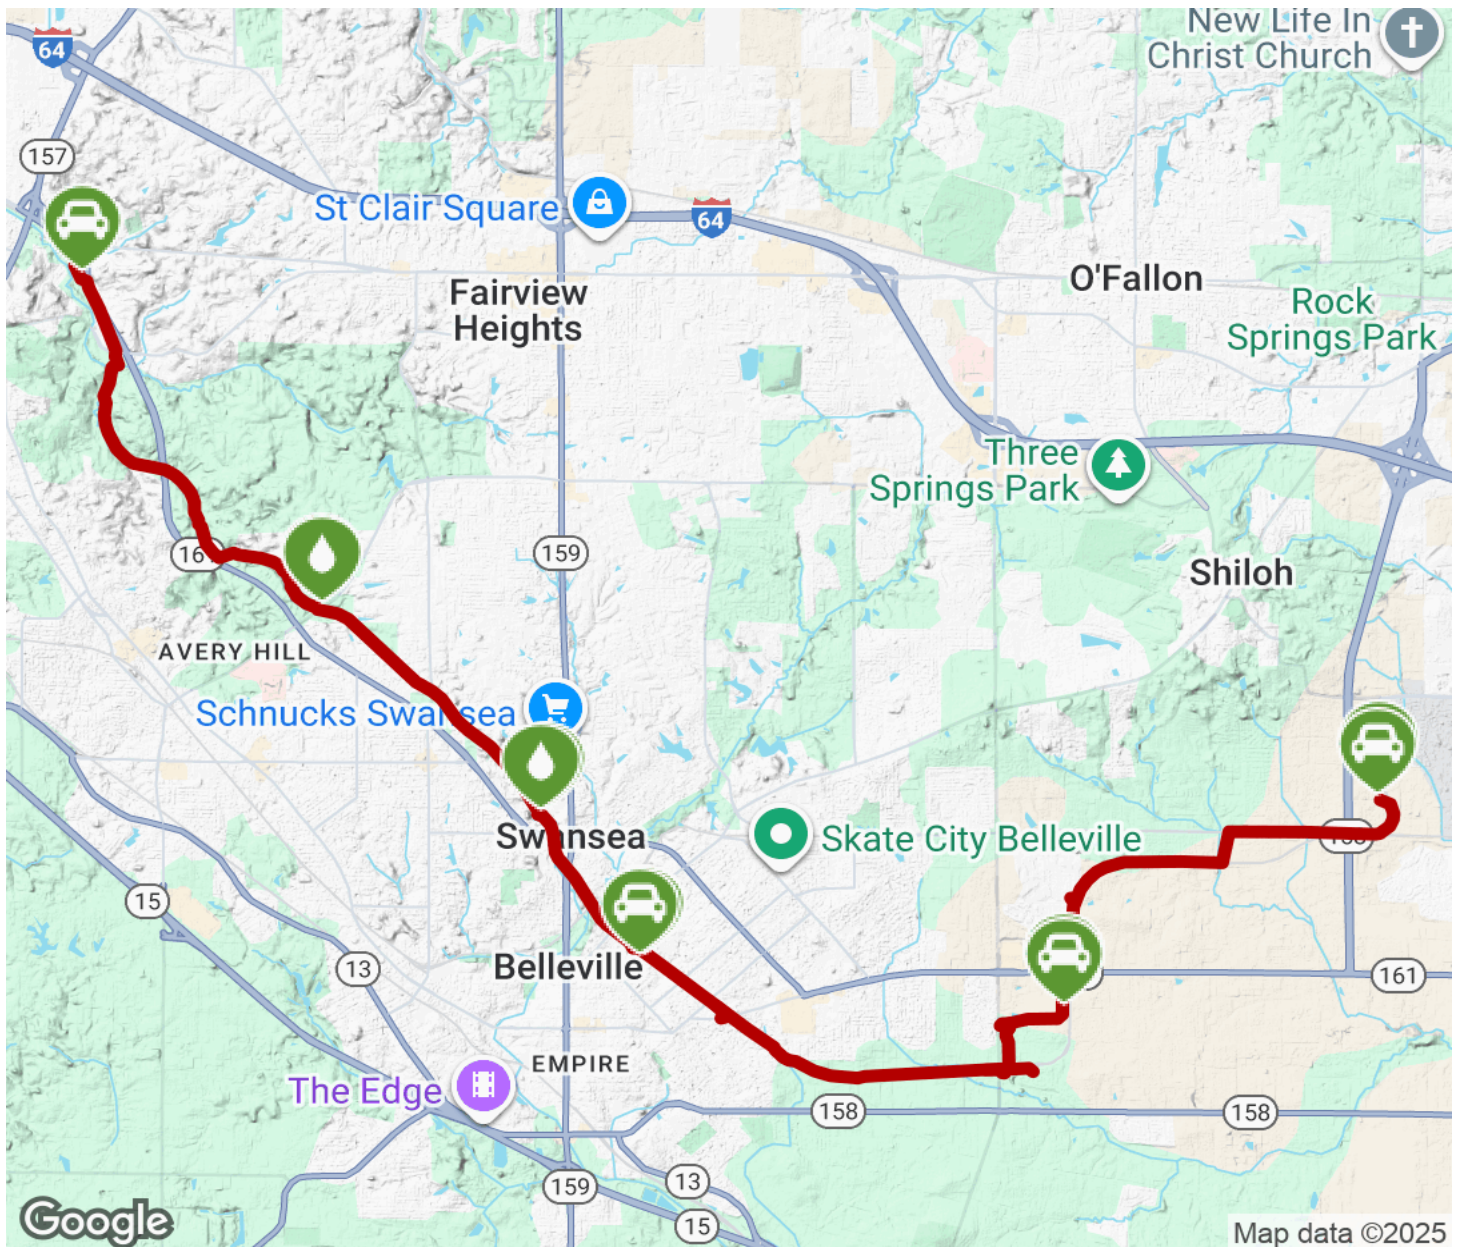 New Life In
Christ Church
64
157
St Clair Square
64
O'Fallon
Fairview
Heights
Rock
Springs Park
Three
Springs Park
159
Shiloh
AVERY HILL
Schnucks Swansea
Swansea
Skate City Belleville
15
Belleville
13
161
EMPIRE
The Edge
158
158
159
13
15
Google
Map data ©2025